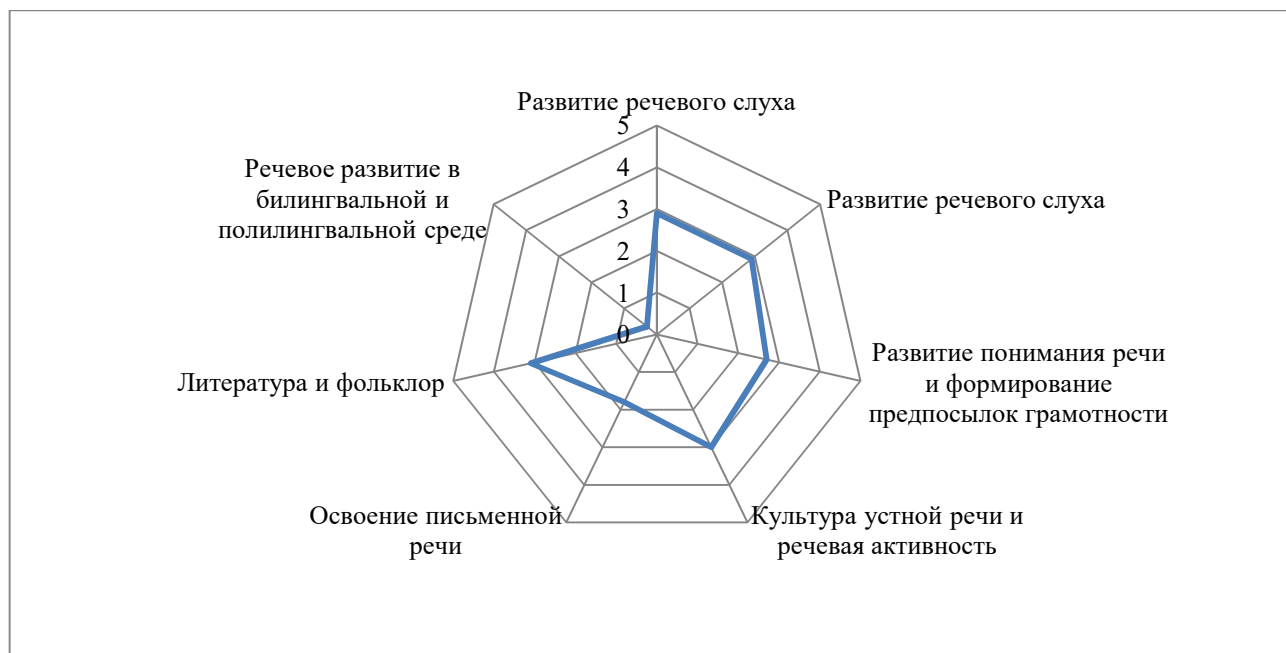 Развитие речевого слуха
5
4
3
2
1
0
Развитие речевого слуха
Развитие понимания речи
и формирование
предпосылок грамотности
Культура устной речи и
речевая активность
Освоение письменной
речи
Литература и фольклор
Речевое развитие в
билингвальной и
полилингвальной среде